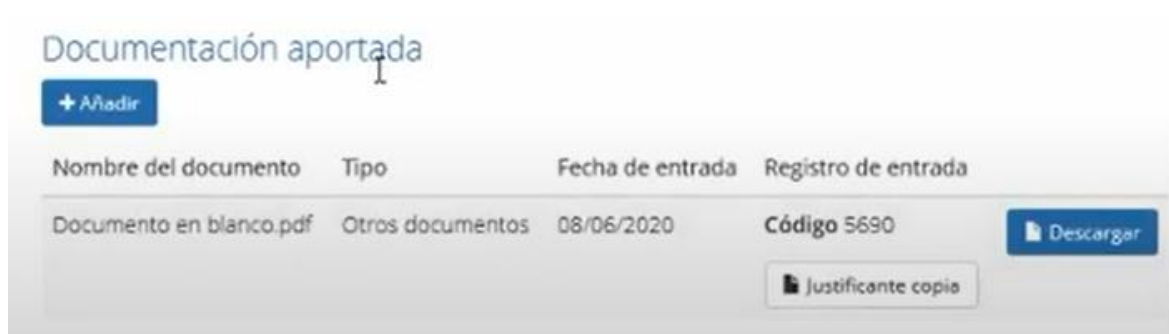 Documentación aportada
+ Añadir
Nombre del documento Tipo Fecha de entrada Registro de entrada
Documento en blanco.pdf Otros documentos 08/06/2020 Código 5690 Descargar
Justificante copia